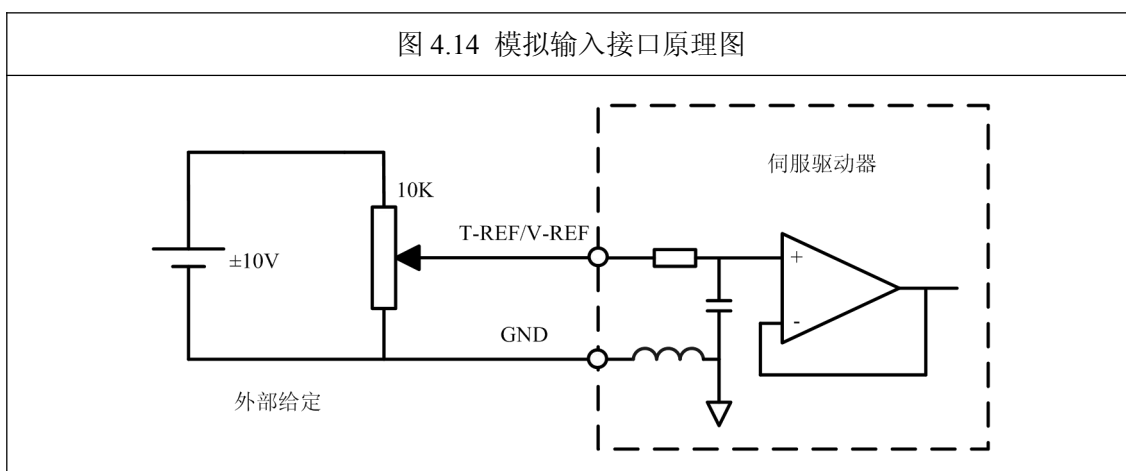 图 4.14 模拟输入接口原理图
伺服驱动器
10K
T-REF/V-REF
+
±10V
-
GND
外部给定